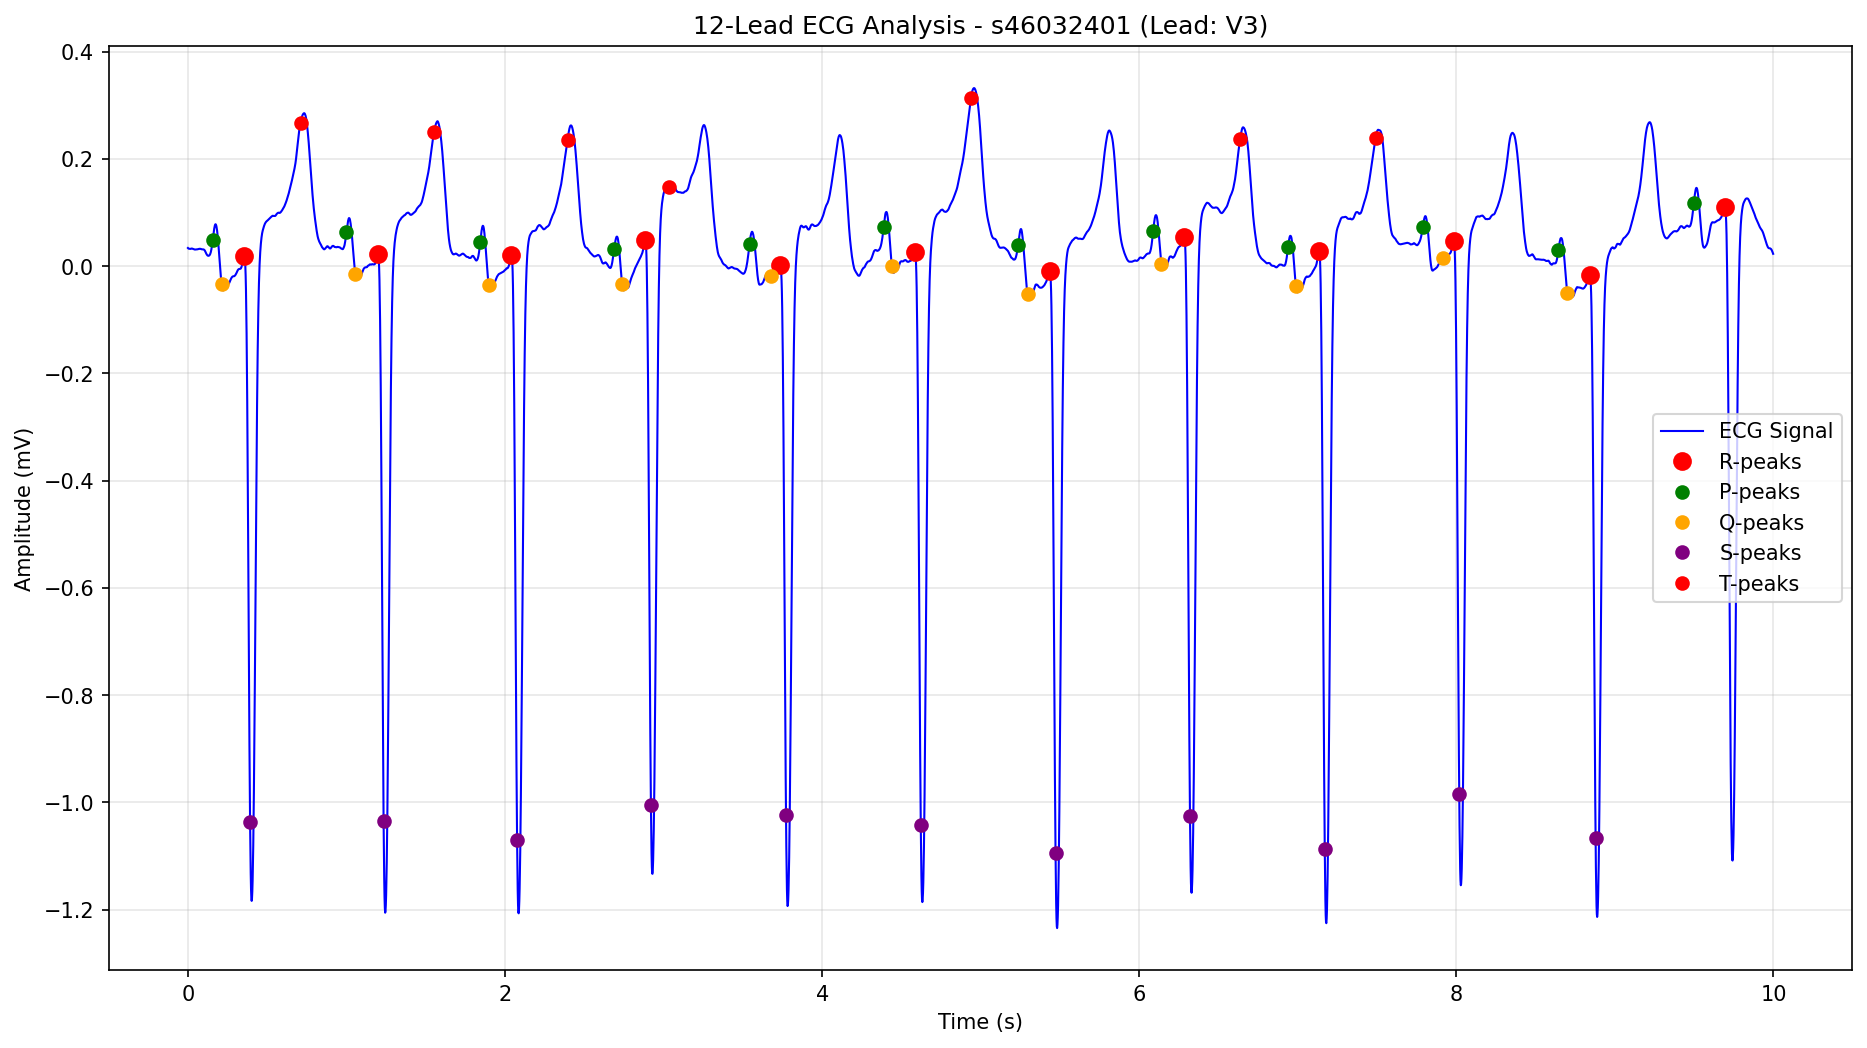 12-Lead ECG Analysis - s46032401 (Lead: V3)
0.4
0.2
0.0
−0.2
−0.4
−0.6
−0.8
−1.0
−1.2
Amplitude (mV)
ECG Signal
R-peaks
P-peaks
Q-peaks
S-peaks
T-peaks
0 2 4 6 8 10
Time (s)